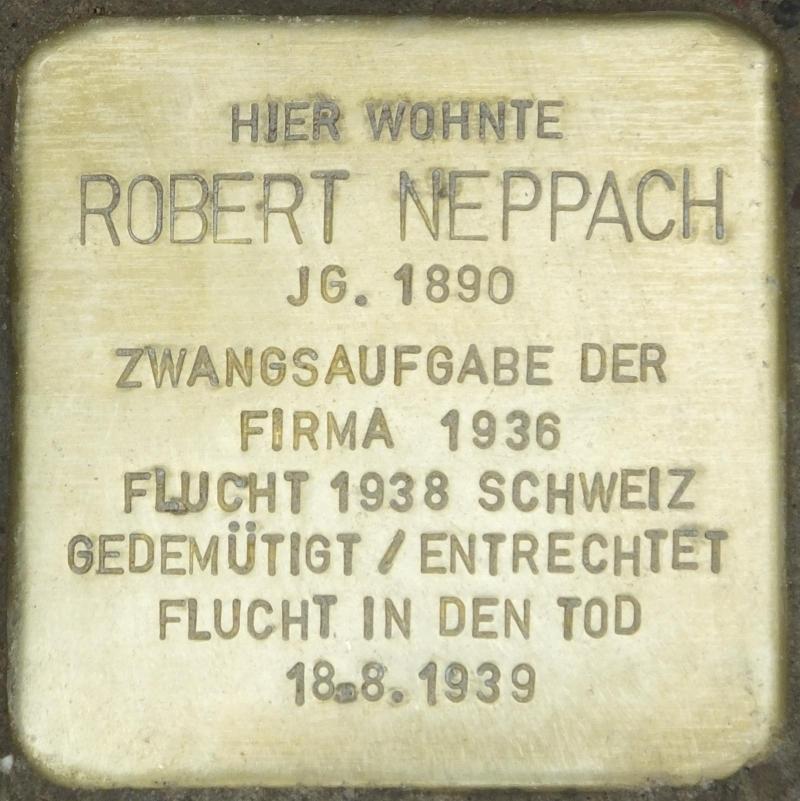 HIER WOHNTE
ROBERT NEPPACH
JG. 1890
ZWANGSAUFGABE DER
FIRMA 1936
FLUCHT 1938 SCHWEIZ
GEDEMÜTIGT / ENTRECHTET
FLUCHT IN DEN TOD
18.8.1939